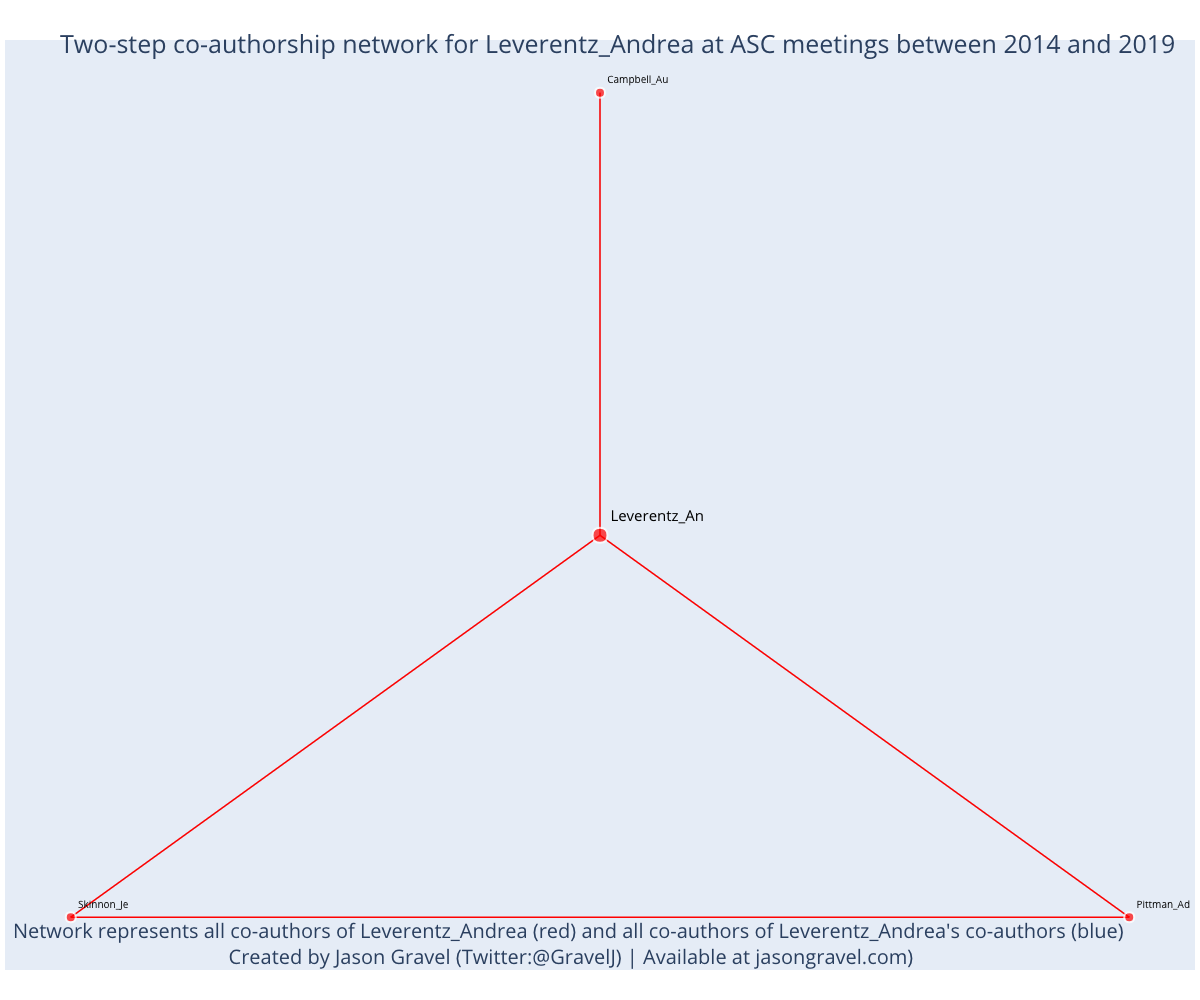 Two-step co-authorship network for Leverentz_Andrea at ASC meetings between 2014 and 2019
Campbell_Au
Leverentz_An
Skinnon_Je
Pittman_Ad
Network represents all co-authors of Leverentz_Andrea (red) and all co-authors of Leverentz_Andrea's co-authors (blue)
Created by Jason Gravel (Twitter:@GravelJ) | Available at jasongravel.com)